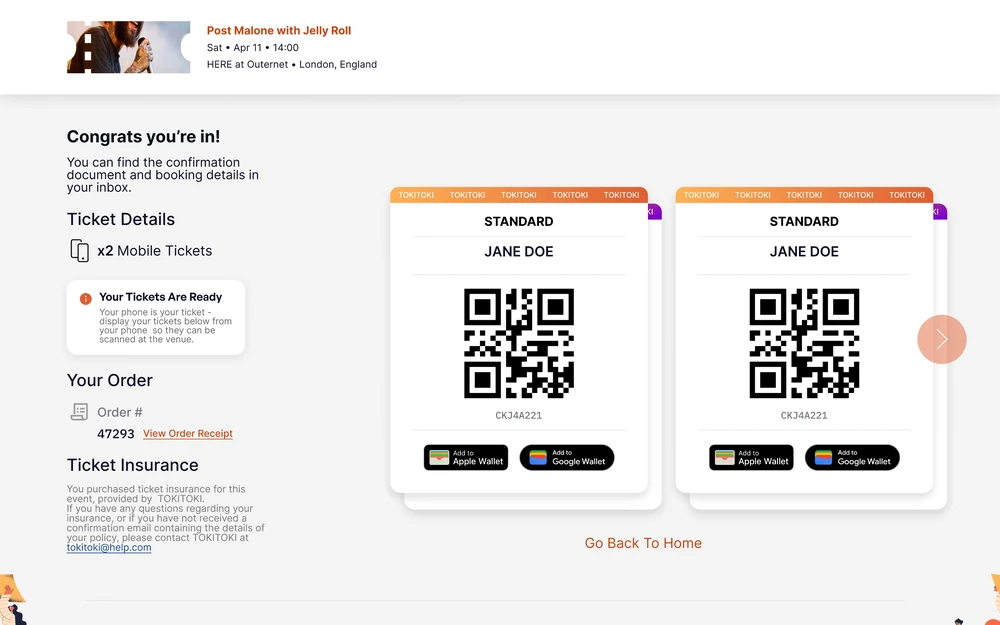 Post Malone with Jelly Roll
Sat • Apr 11 • 14:00
HERE at Outernet • London, England
Congrats you’re in!
You can find the confirmation
document and booking details in
your inbox.
Ticket Details
x2 Mobile Tickets
Your Tickets Are Ready
Your phone is your ticket -
display your tickets below from
your phone so they can be
scanned at the venue.
Your Order
Order #
47293 View Order Receipt
Ticket Insurance
You purchased ticket insurance for this
event, provided by TOKITOKI.
If you have any questions regarding your
insurance, or if you have not received a
confirmation email containing the details of
your policy, please contact TOKITOKI at
tokitoki@help.com
TOKITOKI TOKITOKI TOKITOKI TOKITOKI TOKITOKI
KI
STANDARD
JANE DOE
CKJ4A221
Add to
Apple Wallet
Add to
Google Wallet
TOKITOKI TOKITOKI TOKITOKI TOKITOKI TOKITOKI
KI
STANDARD
JANE DOE
CKJ4A221
Add to
Apple Wallet
Add to
Google Wallet
Go Back To Home